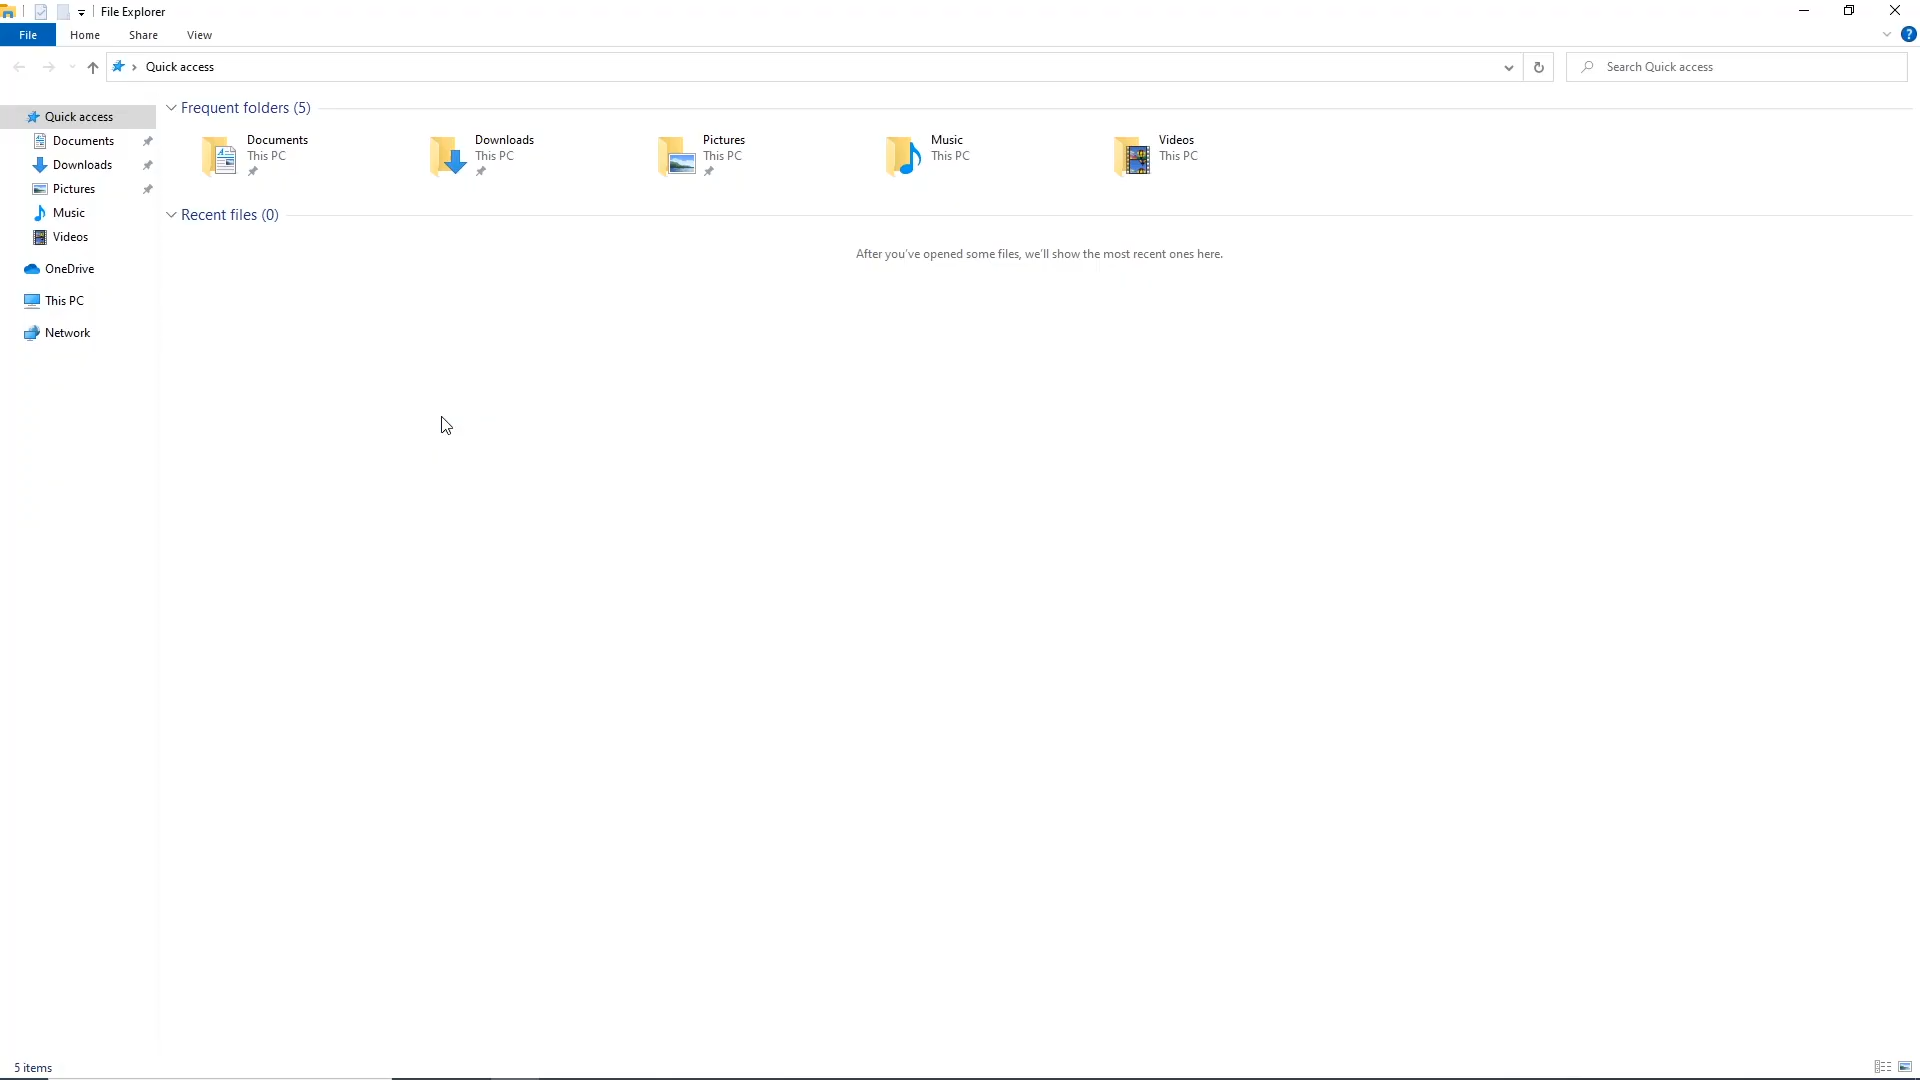 File Explorer
File Home Share View
Quick access
Search Quick access
Quick access
Documents
Downloads
Pictures
Music
Videos
OneDrive
This PC
Network
Frequent folders (5)
Documents
This PC
Downloads
This PC
Pictures
This PC
Music
This PC
Videos
This PC
Recent files (0)
After you've opened some files, we'll show the most recent ones here.
5 items